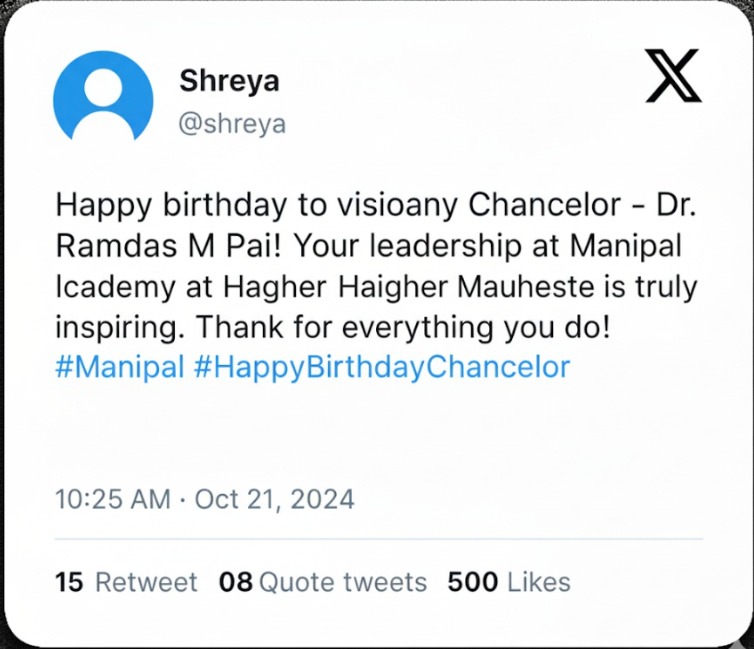 Shreya
@shreya
Happy birthday to visioany Chancelor – Dr.
Ramdas M Pai! Your leadership at Manipal
Icademy at Hagher Haigher Mauheste is truly
inspiring. Thank for everything you do!
#Manipal #HappyBirthdayChancelor
10:25 AM · Oct 21, 2024
15 Retweet 08 Quote tweets 500 Likes